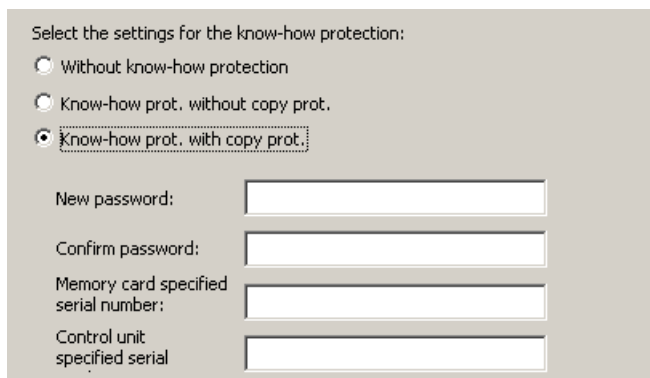 Select the settings for the know-how protection:
Without know-how protection
Know-how prot. without copy prot.
Know-how prot. with copy prot.
New password:
Confirm password:
Memory card specified
serial number:
Control unit
specified serial